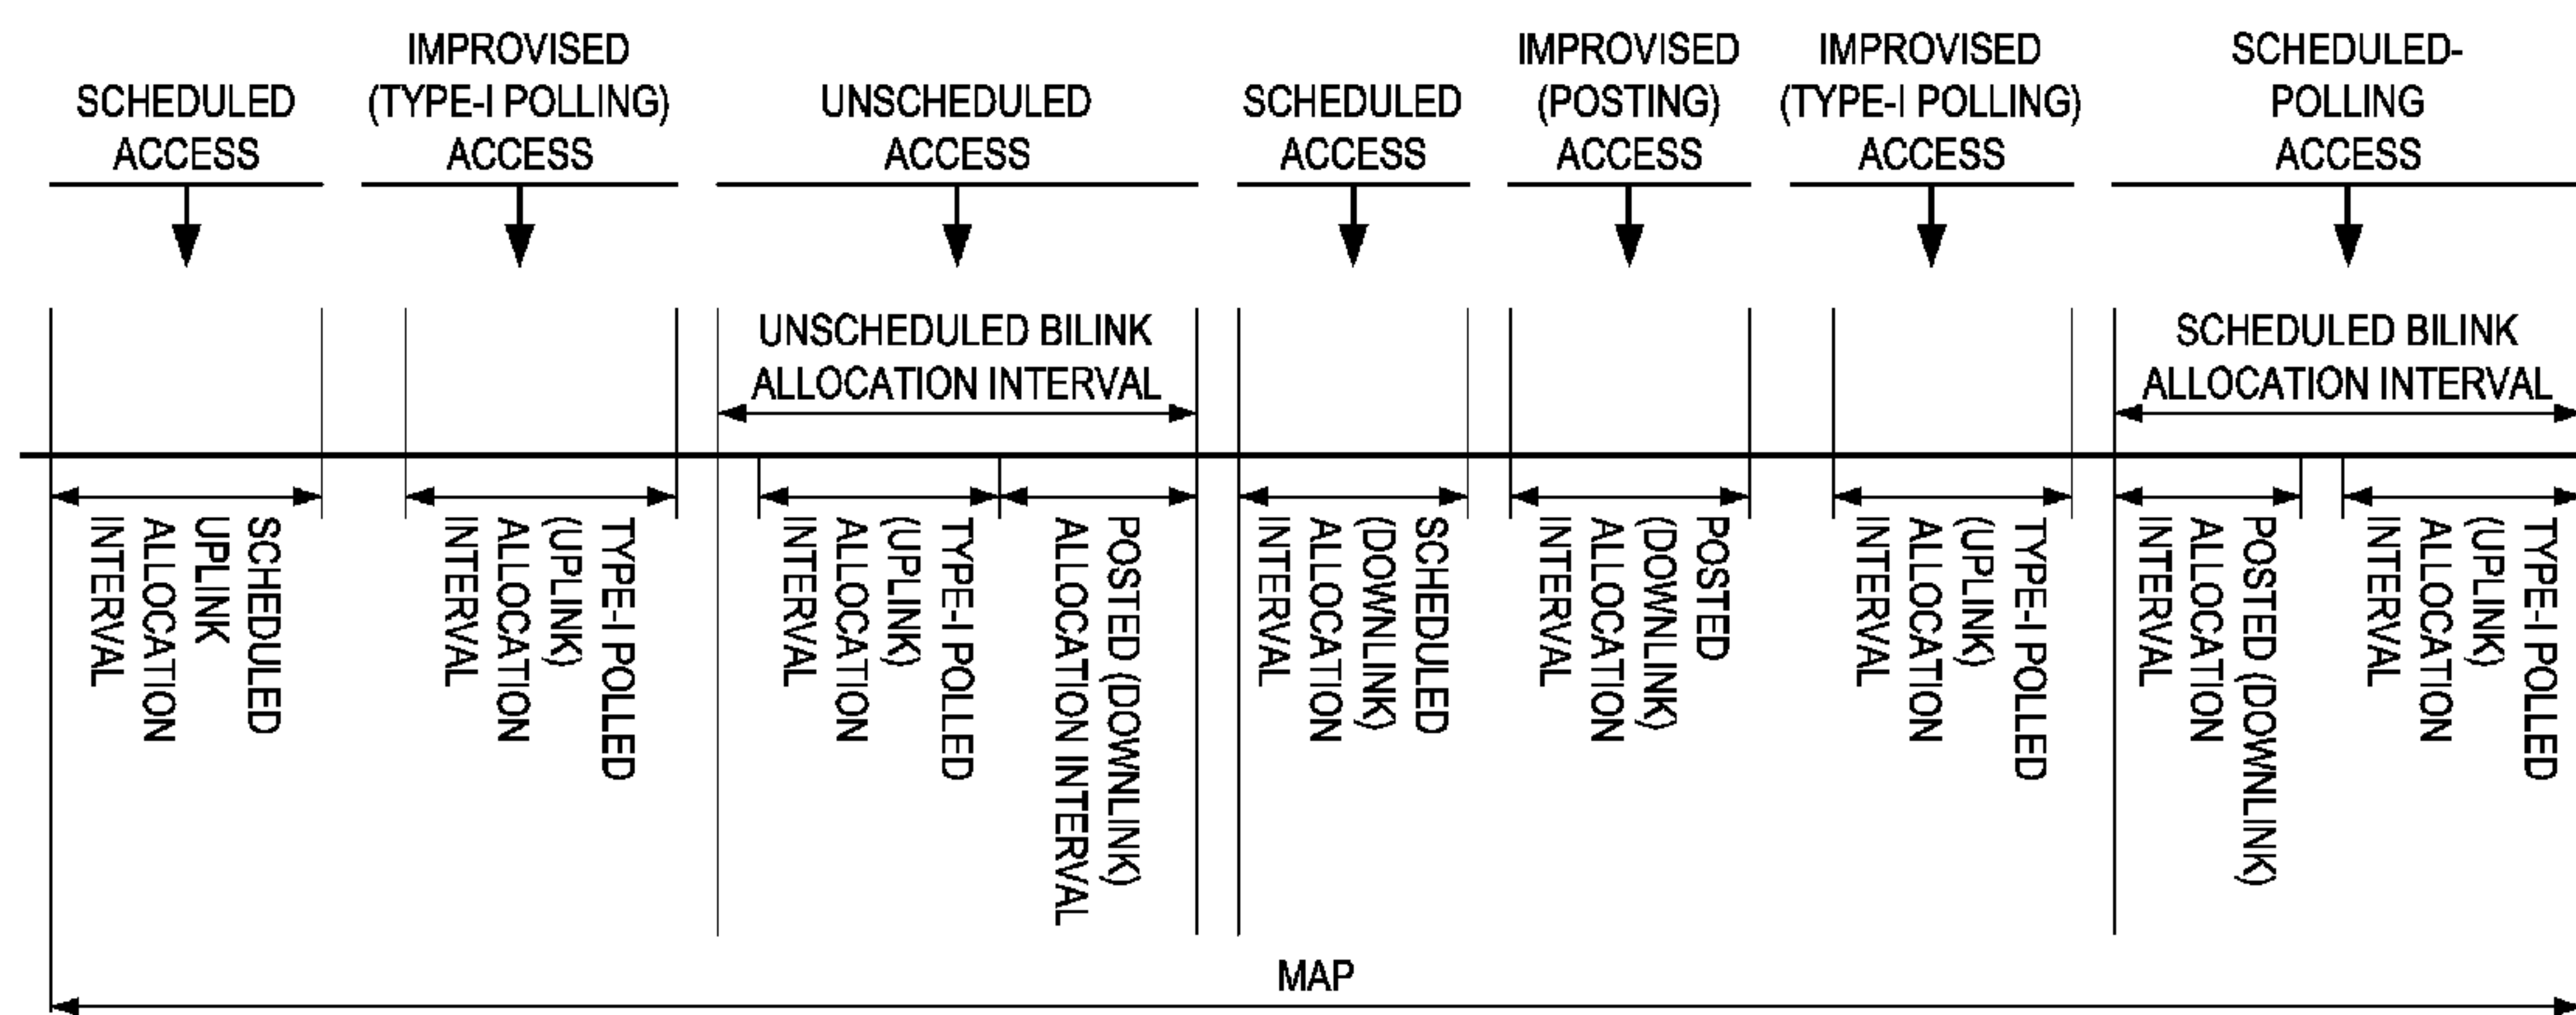 SCHEDULED
ACCESS
IMPROVISED
(TYPE-I POLLING)
ACCESS
UNSCHEDULED
ACCESS
SCHEDULED
ACCESS
IMPROVISED
(POSTING)
ACCESS
IMPROVISED
(TYPE-I POLLING)
ACCESS
SCHEDULED-
POLLING
ACCESS
UNSCHEDULED BILINK
ALLOCATION INTERVAL
SCHEDULED BILINK
ALLOCATION INTERVAL
SCHEDULED
UPLINK
ALLOCATION
INTERVAL
TYPE-I POLLED
(UPLINK)
ALLOCATION
INTERVAL
TYPE-I POLLED
(UPLINK)
ALLOCATION
INTERVAL
POSTED (DOWNLINK)
ALLOCATION INTERVAL
SCHEDULED
(DOWNLINK)
ALLOCATION
INTERVAL
POSTED
(DOWNLINK)
ALLOCATION
INTERVAL
TYPE-I POLLED
(UPLINK)
ALLOCATION
INTERVAL
POSTED (DOWNLINK)
ALLOCATION
INTERVAL
TYPE-I POLLED
(UPLINK)
ALLOCATION
INTERVAL
MAP